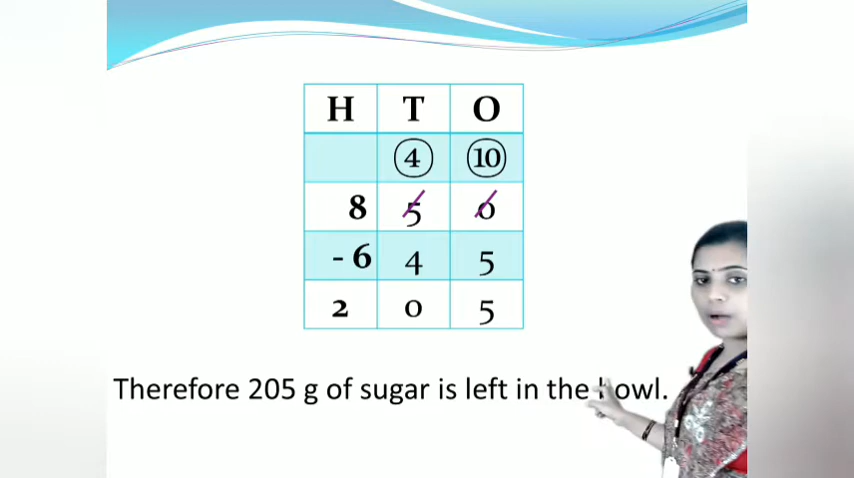 H T O
4 10
8 5 0
- 6 4 5
2 0 5
Therefore 205 g of sugar is left in the bowl.